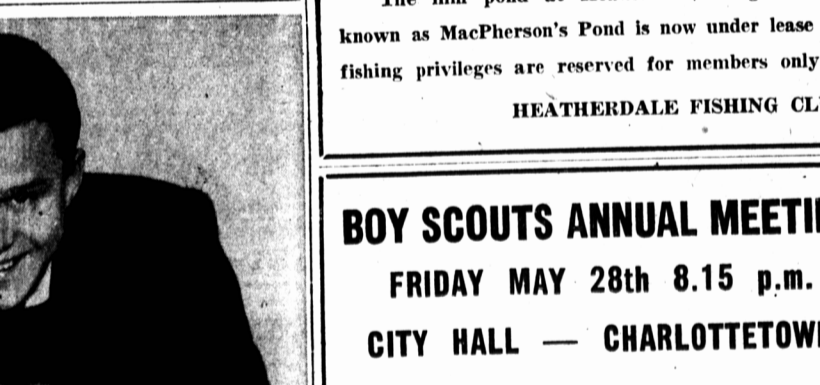 known as MacPherson's Pond is now under lease
fishing privileges are reserved for members only
HEATHERDALE FISHING CL
BOY SCOUTS ANNUAL MEETI
FRIDAY MAY 28th 8.15 p.m.
CITY HALL — CHARLOTTETOW